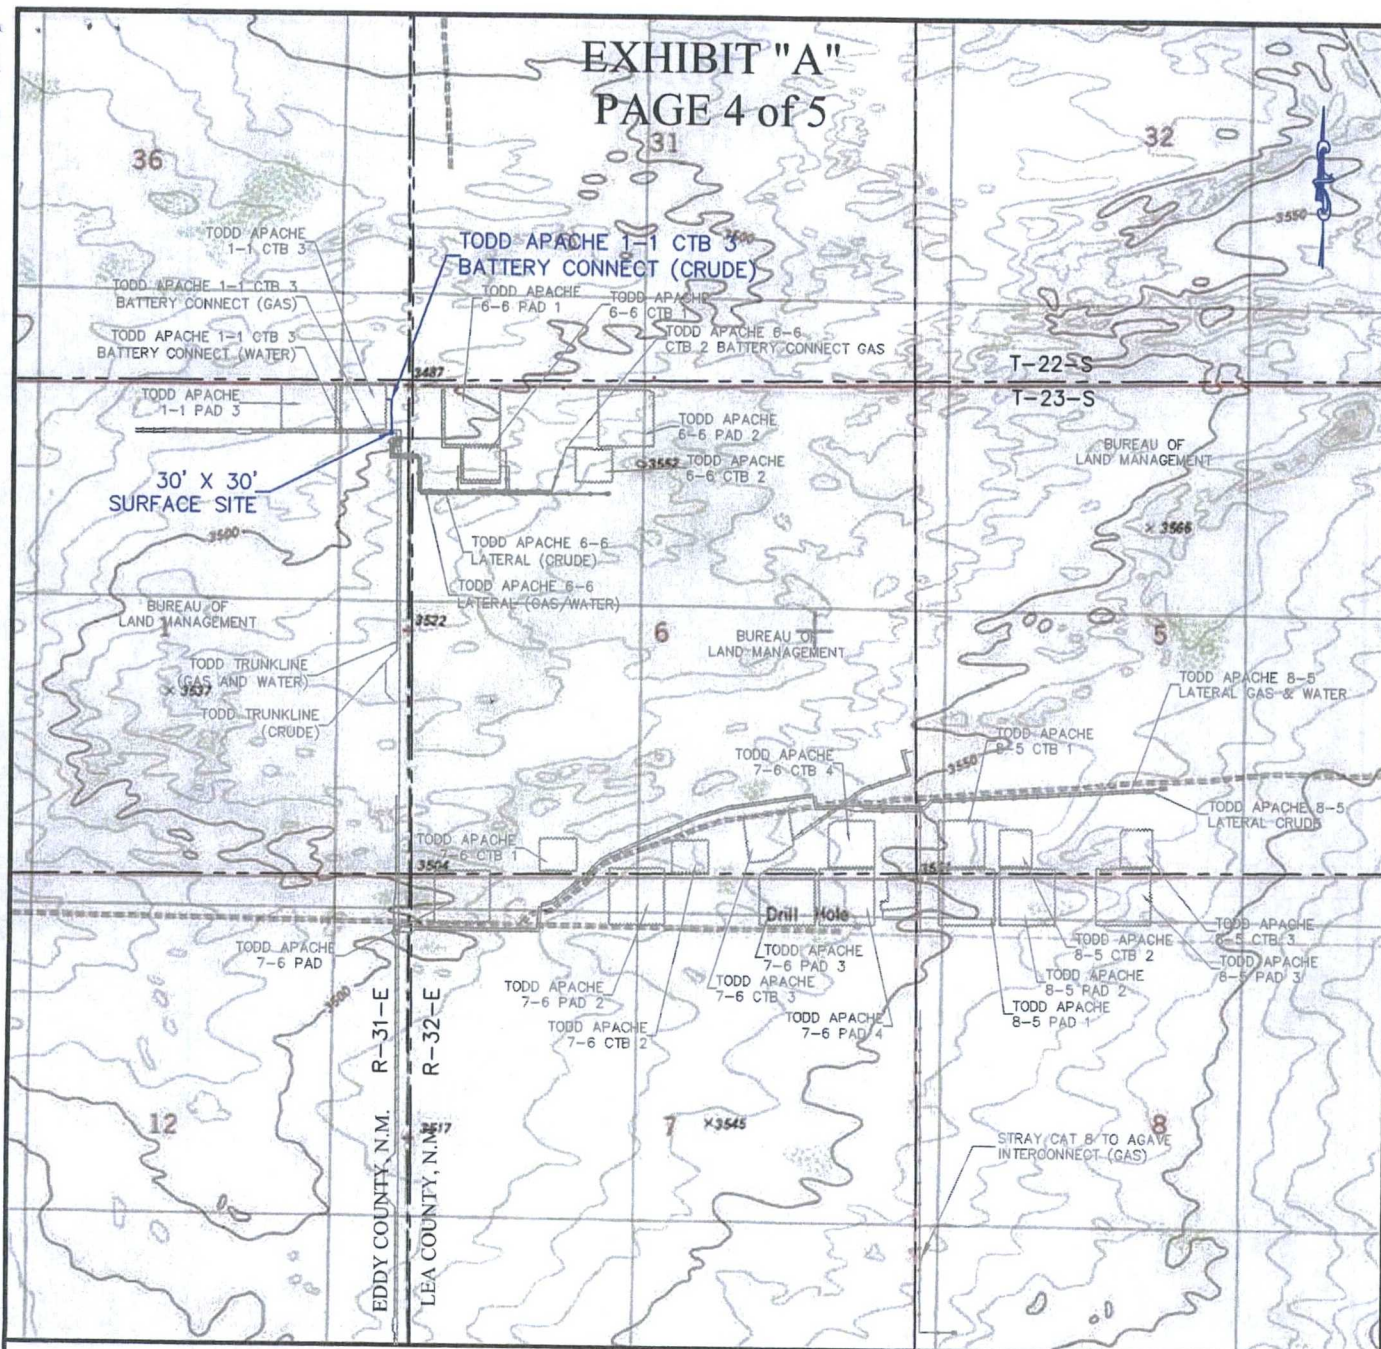 EXHIBIT "A"
PAGE 4 of 5
36
31
32
3550
TODD APACHE
1-1 CTB 3
TODD APACHE 1-1 CTB 3
BATTERY CONNECT (CRUDE)
3500
TODD APACHE 1-1 CTB 3
BATTERY CONNECT (GAS)
TODD APACHE
6-6 PAD 1
TODD APACHE
6-6 CTB 1
TODD APACHE 1-1 CTB 3
BATTERY CONNECT (WATER)
TODD APACHE 6-6
CTB 2 BATTERY CONNECT GAS
3487
T-22-S
T-23-S
TODD APACHE
1-1 PAD 3
TODD APACHE
6-6 PAD 2
BUREAU OF
LAND MANAGEMENT
3552
TODD APACHE
6-6 CTB 2
30' X 30'
SURFACE SITE
3500
× 3566
TODD APACHE 6-6
LATERAL (CRUDE)
TODD APACHE 6-6
LATERAL (GAS/WATER)
BUREAU OF
LAND MANAGEMENT
1
3522
6
BUREAU OF
LAND MANAGEMENT
5
TODD TRUNKLINE
(GAS AND WATER)
× 3537
TODD APACHE 8-5
LATERAL GAS & WATER
TODD TRUNKLINE
(CRUDE)
TODD APACHE
8-5 CTB 1
TODD APACHE
7-6 CTB 4
3550
TODD APACHE 8-5
LATERAL CRUDE
TODD APACHE
7-6 CTB 1
3504
Drill Hole
TODD APACHE
7-6 PAD
TODD APACHE
7-6 PAD 3
TODD APACHE
8-5 CTB 2
TODD APACHE
8-5 CTB 3
TODD APACHE
8-5 PAD 3
TODD APACHE
7-6 PAD 2
TODD APACHE
7-6 CTB 3
TODD APACHE
8-5 PAD 2
3500
TODD APACHE
7-6 CTB 2
TODD APACHE
7-6 PAD 4
TODD APACHE
8-5 PAD 1
R-31-E
R-32-E
12
3517
7
×3545
8
STRAY CAT 8 TO AGAVE
INTERCONNECT (GAS)
EDDY COUNTY, N.M.
LEA COUNTY, N.M.